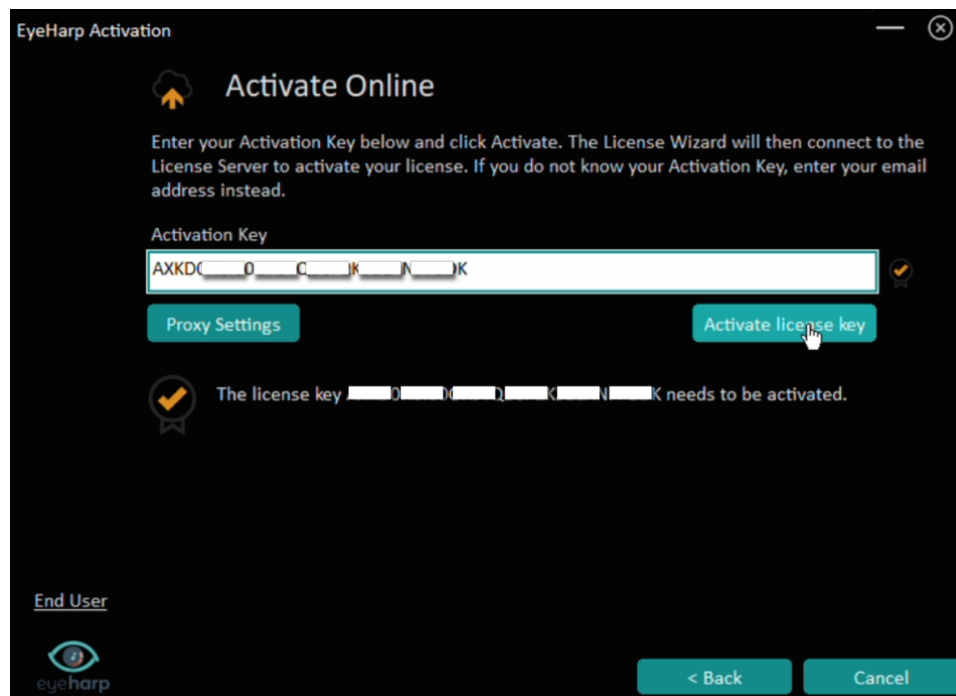 EyeHarp Activation
Activate Online
Enter your Activation Key below and click Activate. The License Wizard will then connect to the
License Server to activate your license. If you do not know your Activation Key, enter your email
address instead.
Activation Key
Proxy Settings
Activate license key
The license key needs to be activated.
End User
eyeharp
< Back
Cancel